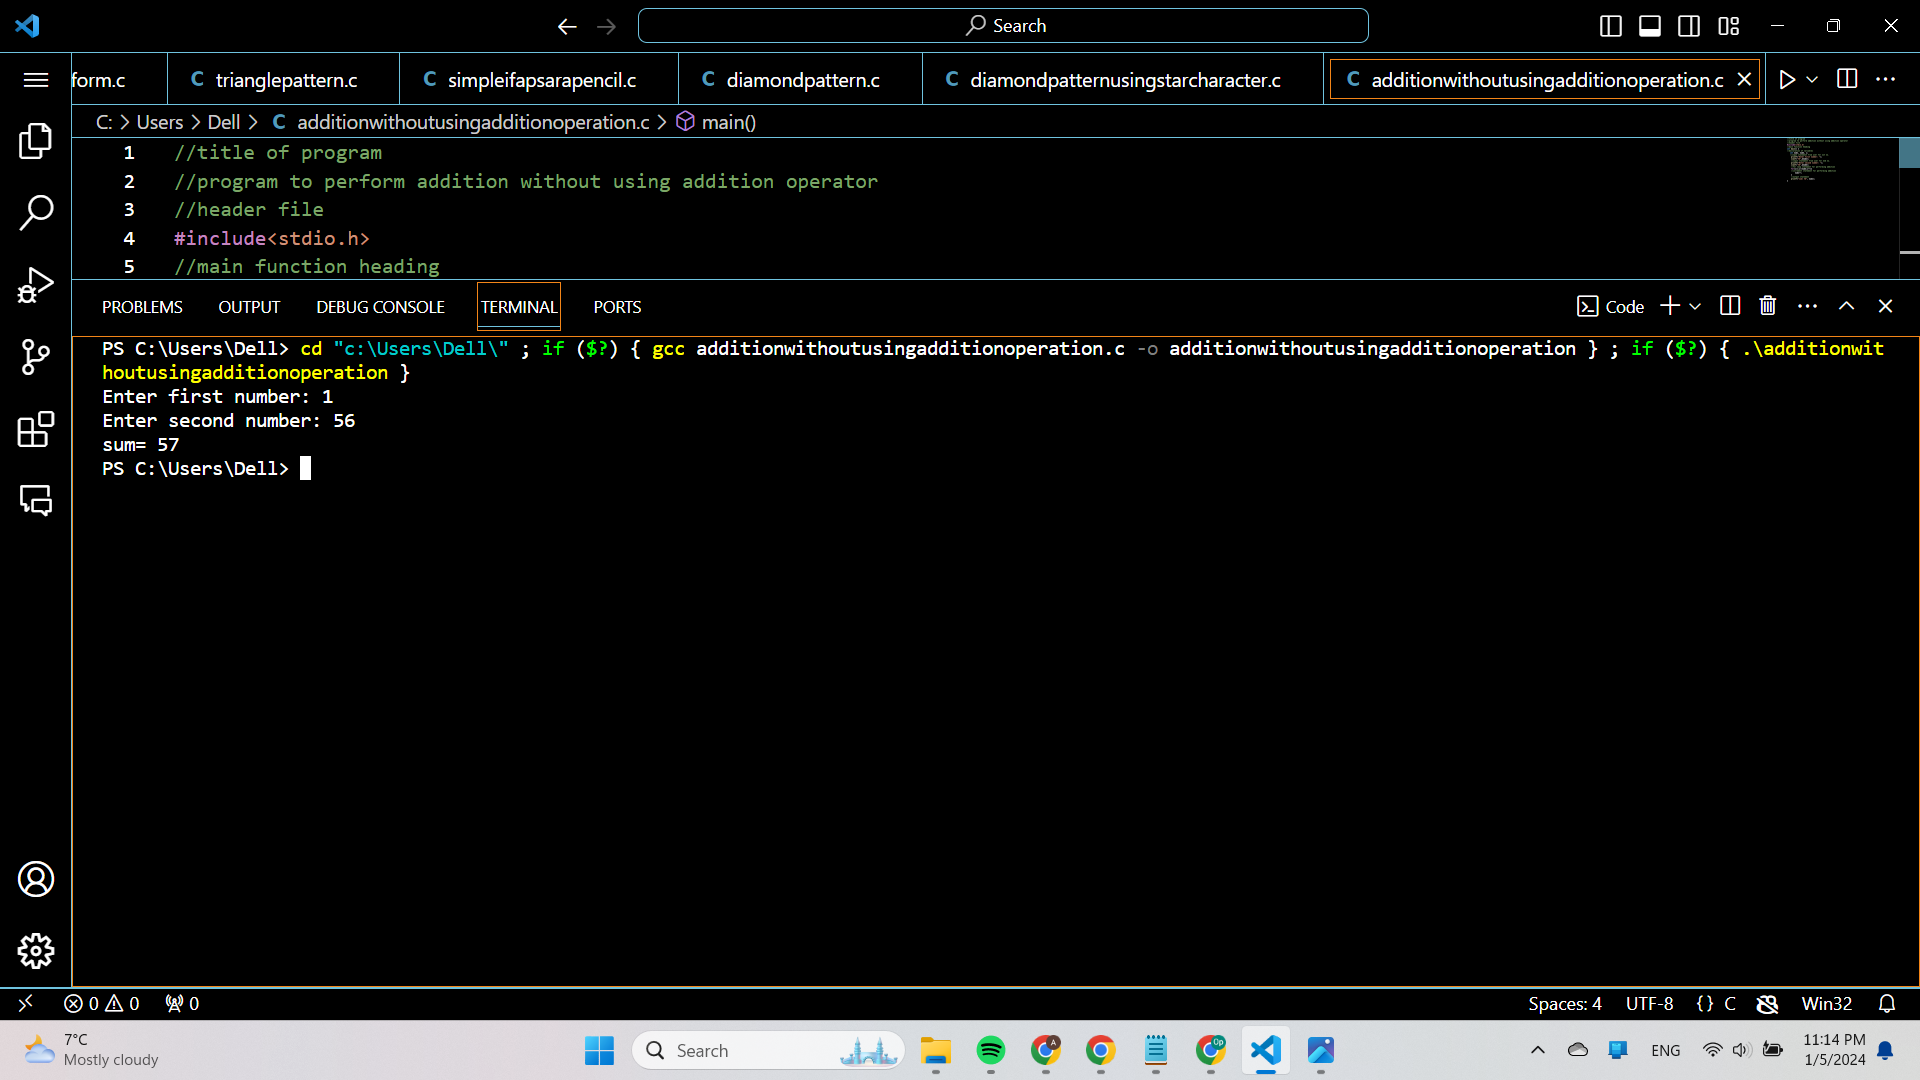 Search
form.c
C trianglepattern.c
C simpleifapsarapencil.c
C diamondpattern.c
C diamondpatternusingstarcharacter.c
C additionwithoutusingadditionoperation.c
C: > Users > Dell > C additionwithoutusingadditionoperation.c > main()
1 //title of program
2 //program to perform addition without using addition operator
3 //header file
4 #include<stdio.h>
5 //main function heading
PROBLEMS OUTPUT DEBUG CONSOLE TERMINAL PORTS
Code
PS C:\Users\Dell> cd "c:\Users\Dell\" ; if ($?) { gcc additionwithoutusingadditionoperation.c -o additionwithoutusingadditionoperation } ; if ($?) { .\additionwit
houtusingadditionoperation }
Enter first number: 1
Enter second number: 56
sum= 57
PS C:\Users\Dell>
0 0 0
Spaces: 4 UTF-8 {} C Win32
7°C
Mostly cloudy
Search
A
Op
ENG
11:14 PM
1/5/2024